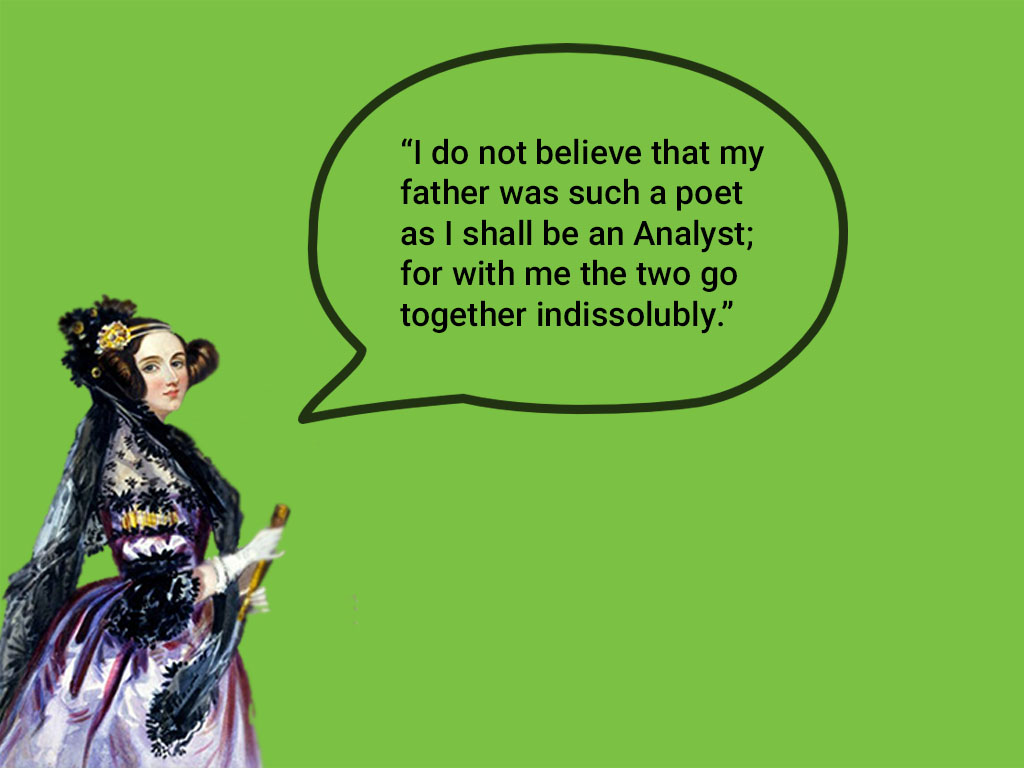 “I do not believe that my
father was such a poet
as I shall be an Analyst;
for with me the two go
together indissolubly.”